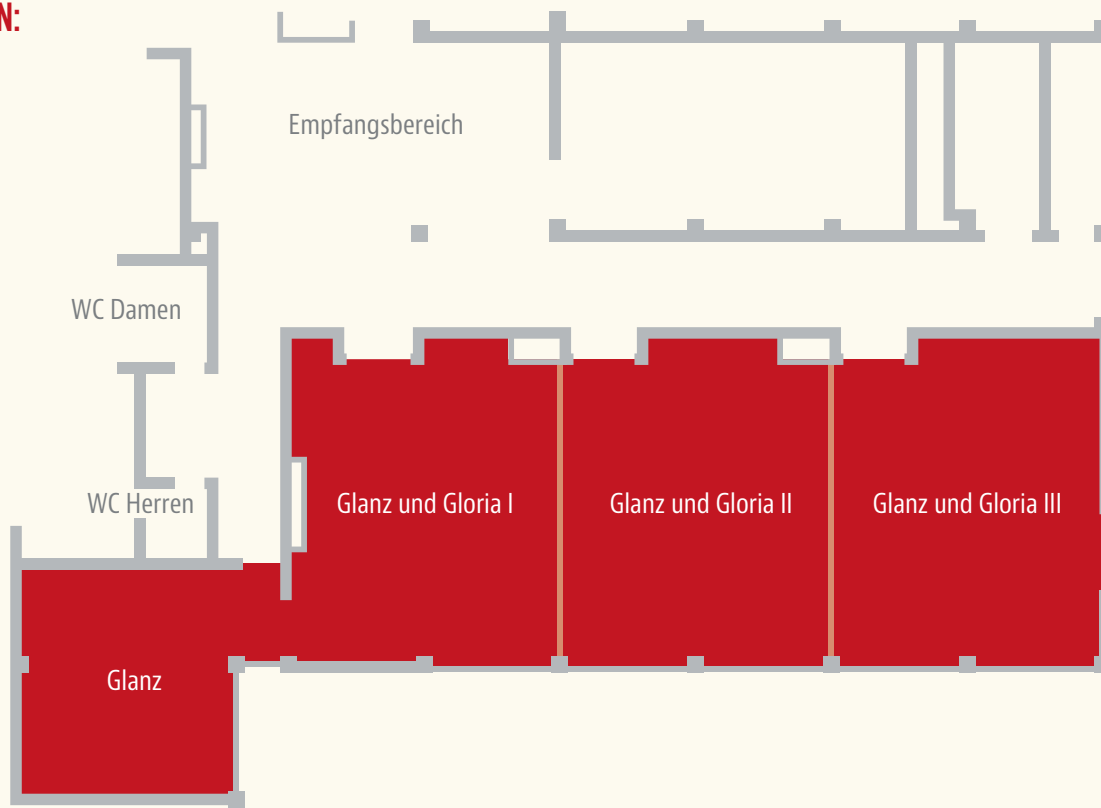 N:
Empfangsbereich
WC Damen
WC Herren
Glanz und Gloria I
Glanz und Gloria II
Glanz und Gloria III
Glanz